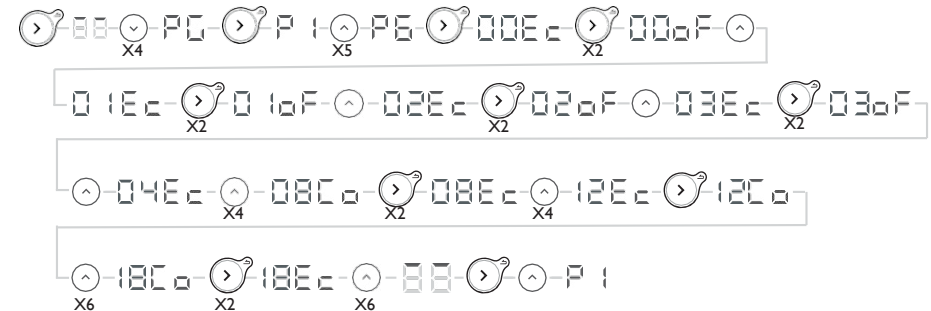 88 PG P 1 P6 00Ec 00oF
X4 X5 X2
01Ec 01oF 02Ec 02oF 03Ec 03oF
X2 X2 X2
04Ec 08Co 08Ec 12Ec 12Co
X4 X2 X4
18Co 18Ec 88 P 1
X6 X2 X6